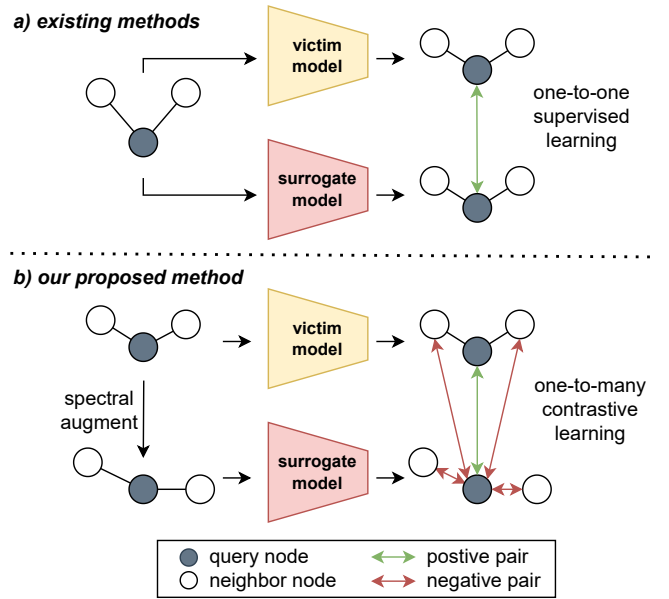 a) existing methods
victim
model
one-to-one
supervised
learning
surrogate
model
b) our proposed method
victim
model
spectral
augment
one-to-many
contrastive
learning
surrogate
model
query node
postive pair
neighbor node
negative pair